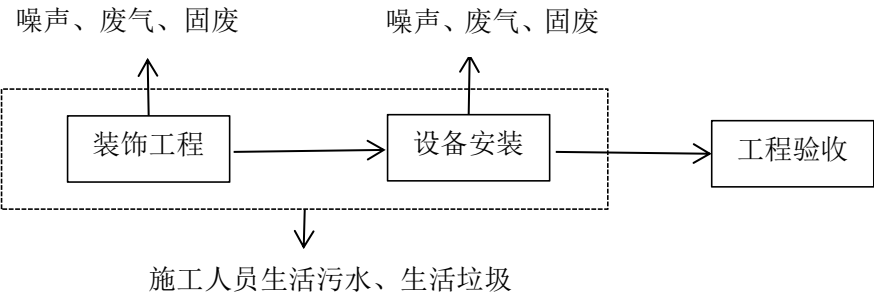 噪声、废气、固废
噪声、废气、固废
装饰工程
设备安装
工程验收
施工人员生活污水、生活垃圾